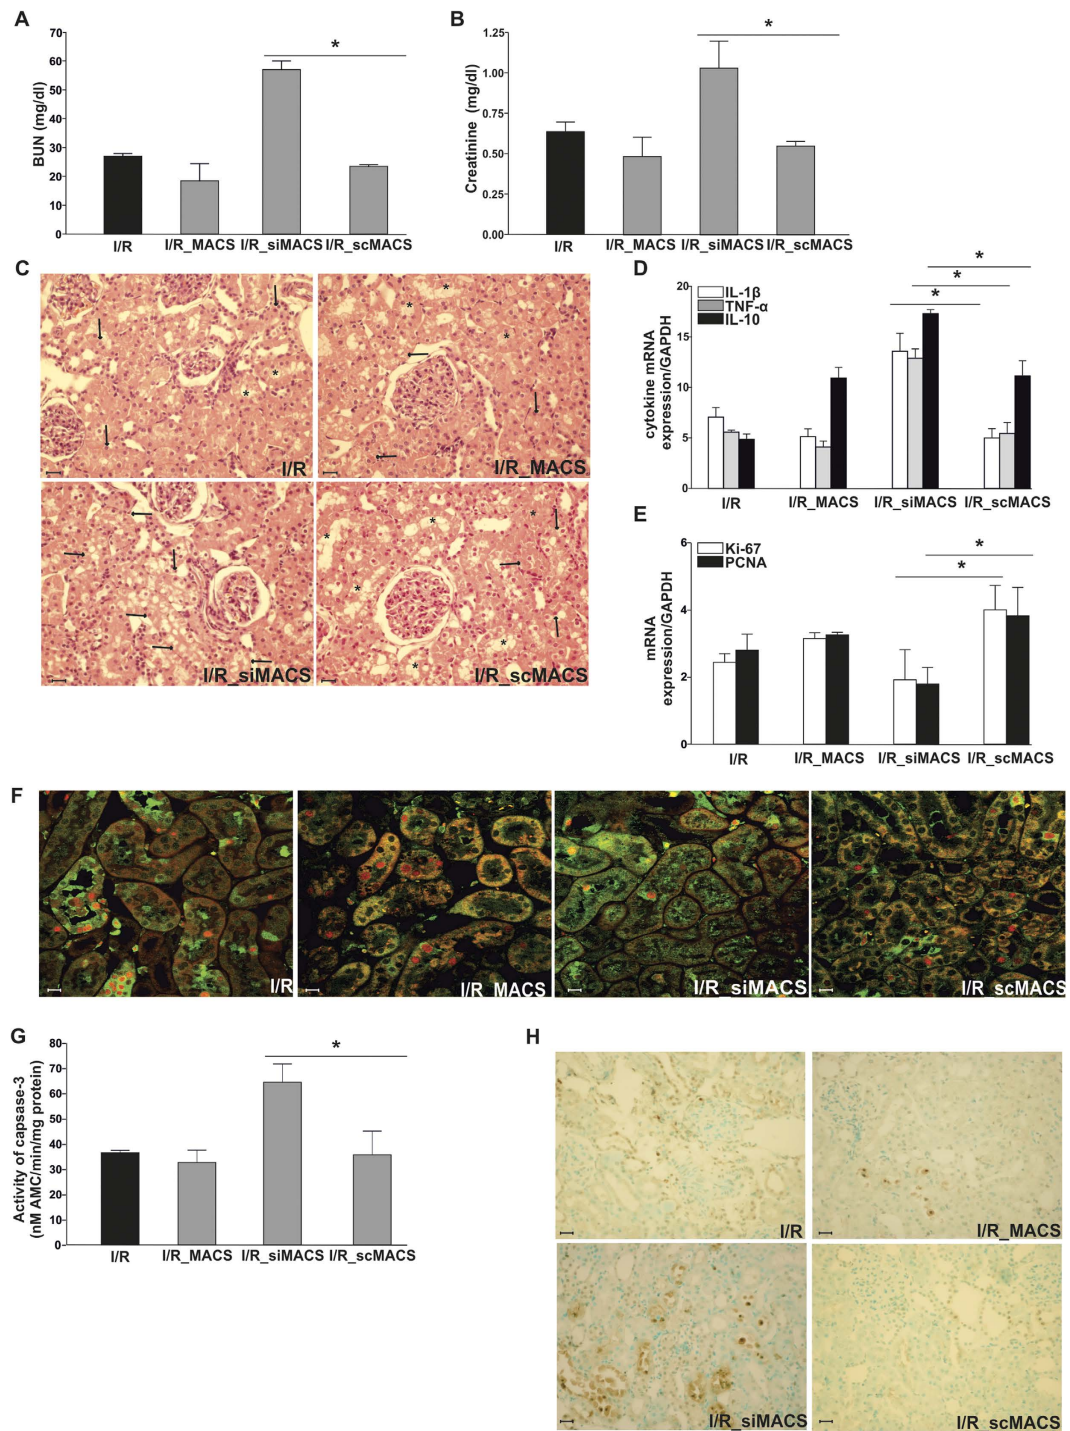 A
BUN (mg/dl)
70
60
50
40
30
20
10
0
*
I/R
I/R_MACS
I/R_siMACS
I/R_scMACS
B
Creatinine (mg/dl)
1.25
1.00
0.75
0.50
0.25
0.00
*
I/R
I/R_MACS
I/R_siMACS
I/R_scMACS
C
*
*
*
I/R
*
*
*
*
I/R_MACS
I/R_siMACS
*
*
*
*
*
*
*
I/R_scMACS
D
cytokine mRNA
expression/GAPDH
20
15
10
5
0
IL-1β
TNF-α
IL-10
*
*
*
I/R
I/R_MACS
I/R_siMACS
I/R_scMACS
E
mRNA
expression/GAPDH
6
4
2
0
Ki-67
PCNA
*
*
I/R
I/R_MACS
I/R_siMACS
I/R_scMACS
F
I/R
I/R_MACS
I/R_siMACS
I/R_scMACS
G
Activity of capsase-3
(nM AMC/min/mg protein)
80
70
60
50
40
30
20
10
0
*
I/R
I/R_MACS
I/R_siMACS
I/R_scMACS
H
I/R
I/R_MACS
I/R_siMACS
I/R_scMACS